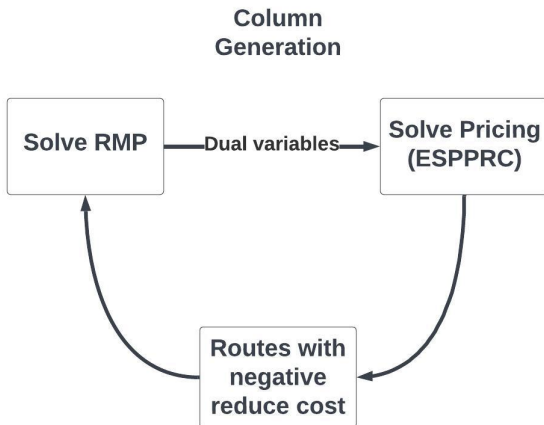 Column
Generation
Solve RMP
Dual variables
Solve Pricing
(ESPPRC)
Routes with
negative
reduce cost